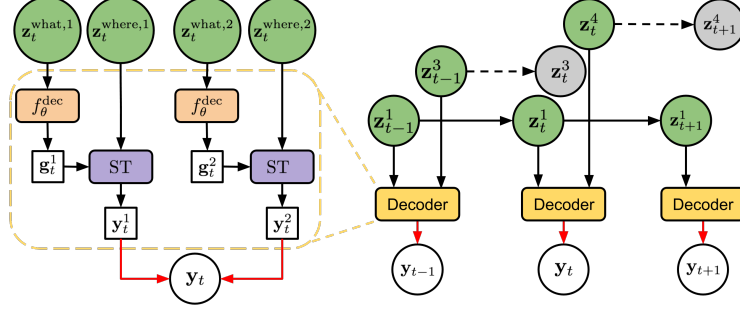 z_t^{what,1} z_t^{where,1} z_t^{what,2} z_t^{where,2}
f_θ^{dec} f_θ^{dec}
g_t^1 ST g_t^2 ST
y_t^1 y_t^2
y_t
z_t^4 z_{t+1}^4
z_{t-1}^3 z_t^3
z_{t-1}^1 z_t^1 z_{t+1}^1
Decoder Decoder Decoder
y_{t-1} y_t y_{t+1}